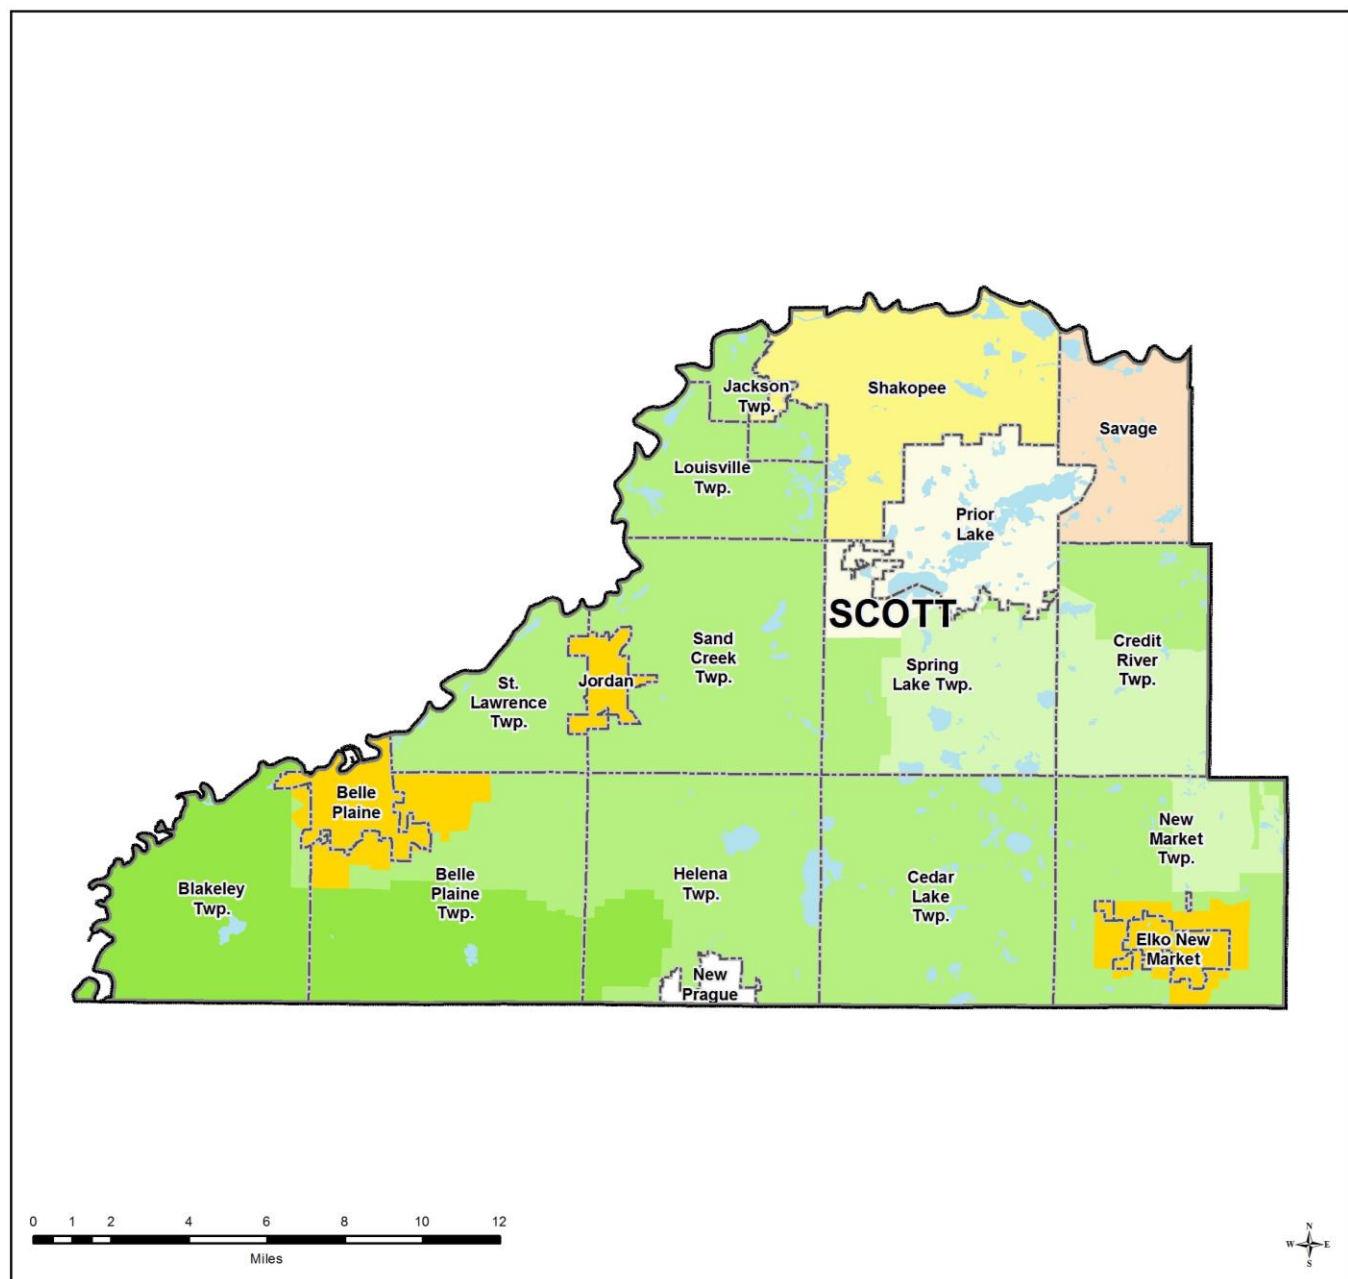 Jackson
Twp.
Shakopee
Savage
Louisville
Twp.
Prior
Lake
SCOTT
Sand
Creek
Twp.
Spring
Lake Twp.
Credit
River
Twp.
St.
Lawrence
Twp.
Jordan
Belle
Plaine
Blakeley
Twp.
Belle
Plaine
Twp.
Helena
Twp.
Cedar
Lake
Twp.
New
Market
Twp.
Elko New
Market
New
Prague
0 1 2 4 6 8 10 12
Miles
N
W E
S